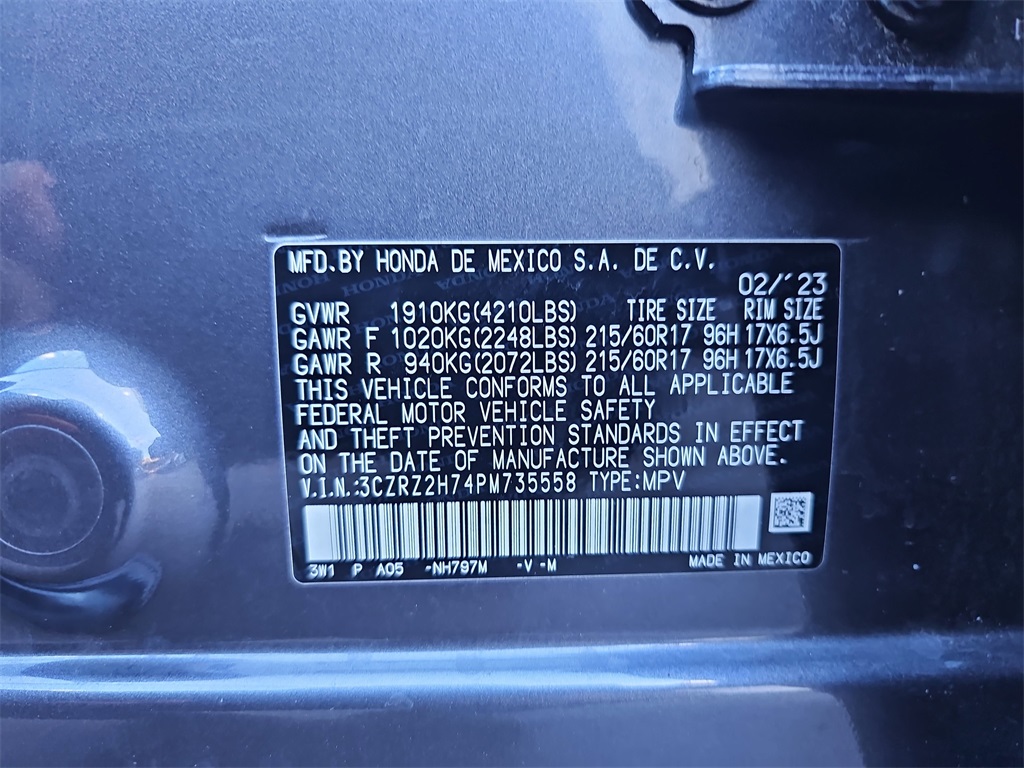 MFD.BY HONDA DE MEXICO S.A. DE C.V.
02/'23
GVWR 1910KG(4210LBS) TIRE SIZE RIM SIZE
GAWR F 1020KG(2248LBS) 215/60R17 96H 17X6.5J
GAWR R 940KG(2072LBS) 215/60R17 96H 17X6.5J
THIS VEHICLE CONFORMS TO ALL APPLICABLE
FEDERAL MOTOR VEHICLE SAFETY
AND THEFT PREVENTION STANDARDS IN EFFECT
ON THE DATE OF MANUFACTURE SHOWN ABOVE.
V.I.N.:3CZRZ2H74PM735558 TYPE:MPV
3W1 P A05 -NH797M -V -M MADE IN MEXICO